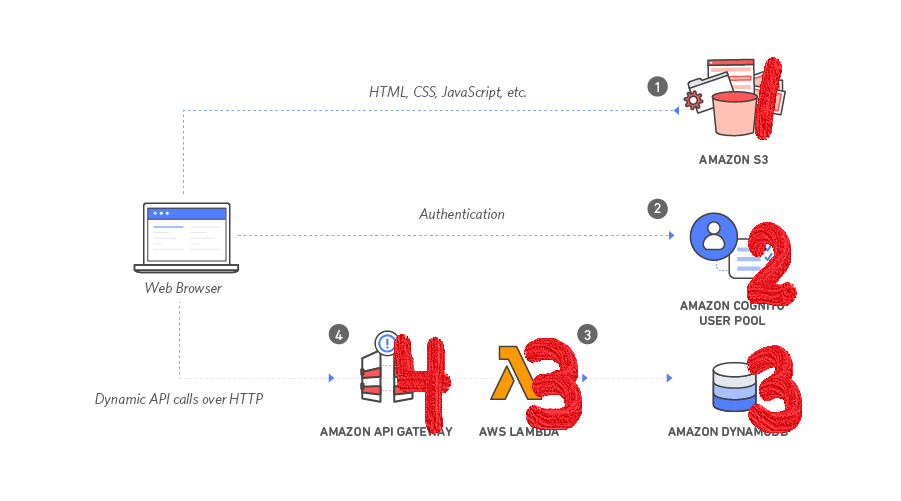 1
HTML, CSS, JavaScript, etc.
1
AMAZON S3
2
Authentication
2
AMAZON COGNITO
USER POOL
Web Browser
4
3
4
3
3
Dynamic API calls over HTTP
AMAZON API GATEWAY
AWS LAMBDA
AMAZON DYNAMODB